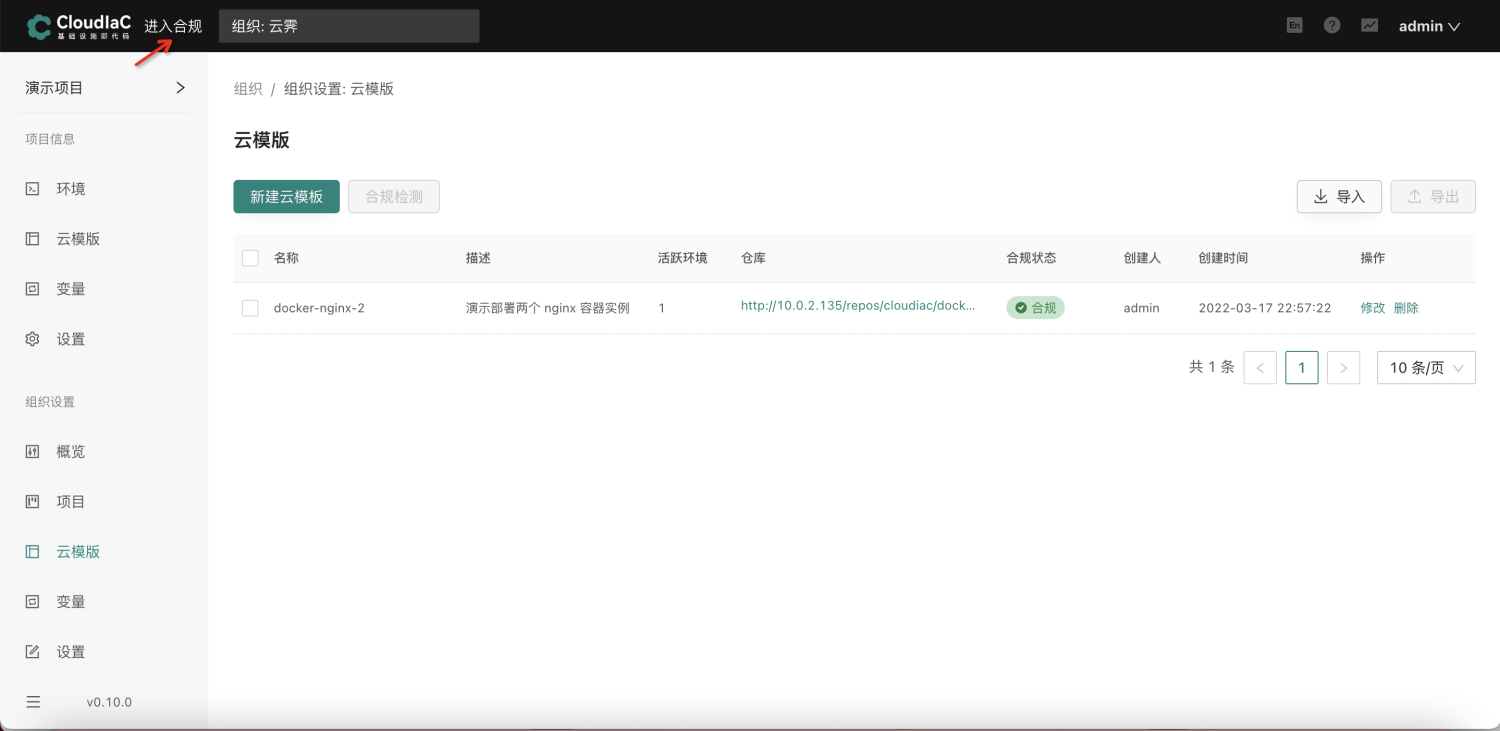 CloudIaC
基础设施即代码
进入合规
组织: 云霁
En
?
admin
演示项目
项目信息
环境
云模版
变量
设置
组织设置
概览
项目
云模版
变量
设置
v0.10.0
组织 / 组织设置: 云模版
云模版
新建云模板 合规检测 导入 导出
名称 描述 活跃环境 仓库 合规状态 创建人 创建时间 操作
docker-nginx-2 演示部署两个 nginx 容器实例 1 http://10.0.2.135/repos/cloudiac/dock... 合规 admin 2022-03-17 22:57:22 修改 删除
共 1 条 < 1 > 10 条/页